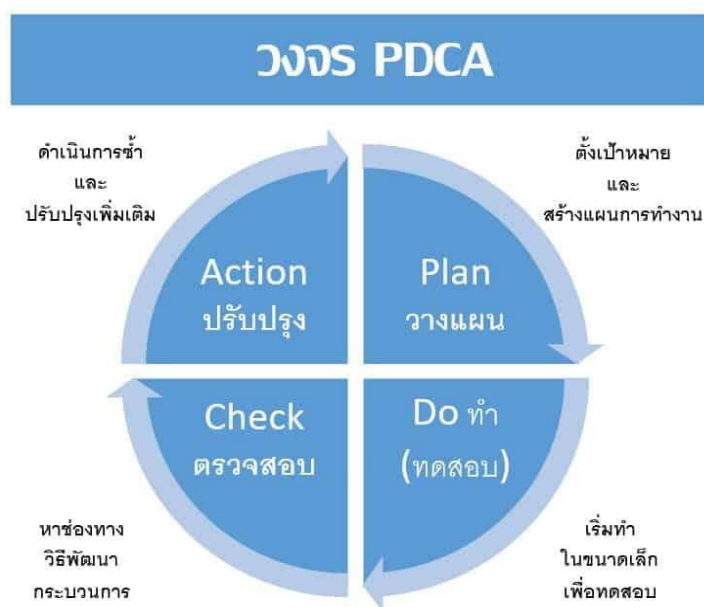 วงจร PDCA
ดำเนินการซ้ำ
และ
ปรับปรุงเพิ่มเติม
ตั้งเป้าหมาย
และ
สร้างแผนการทำงาน
Action
ปรับปรุง
Plan
วางแผน
Check
ตรวจสอบ
Do ทำ
(ทดสอบ)
หาช่องทาง
วิธีพัฒนา
กระบวนการ
เริ่มทำ
ในขนาดเล็ก
เพื่อทดสอบ